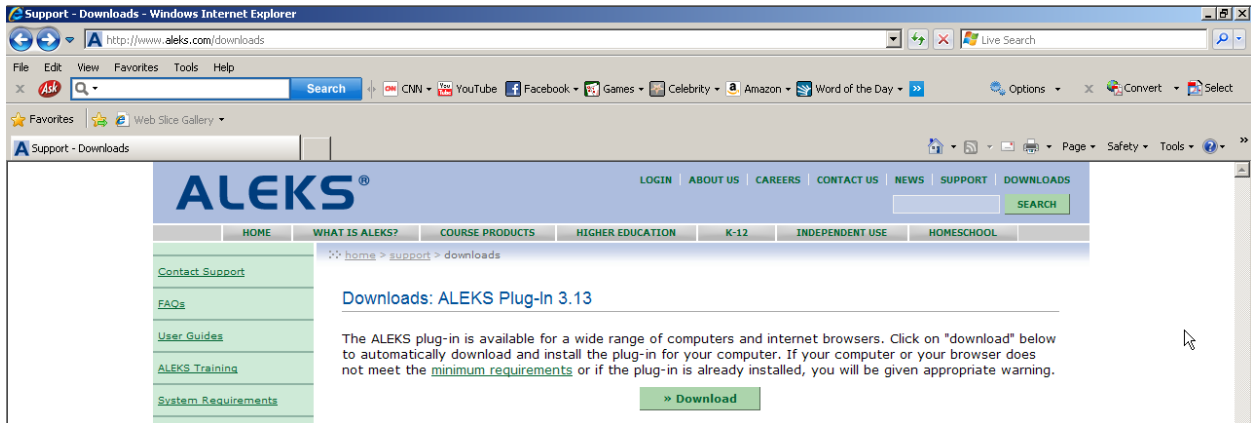 Support - Downloads - Windows Internet Explorer
http://www.aleks.com/downloads
Live Search
File Edit View Favorites Tools Help
Ask Search CNN YouTube Facebook Games Celebrity Amazon Word of the Day Options Convert Select
Favorites Web Slice Gallery
Support - Downloads Page Safety Tools
ALEKS®
LOGIN ABOUT US CAREERS CONTACT US NEWS SUPPORT DOWNLOADS
SEARCH
HOME WHAT IS ALEKS? COURSE PRODUCTS HIGHER EDUCATION K-12 INDEPENDENT USE HOMESCHOOL
home > support > downloads
Contact Support
FAQs
User Guides
ALEKS Training
System Requirements
Downloads: ALEKS Plug-In 3.13
The ALEKS plug-in is available for a wide range of computers and internet browsers. Click on "download" below
to automatically download and install the plug-in for your computer. If your computer or your browser does
not meet the minimum requirements or if the plug-in is already installed, you will be given appropriate warning.
» Download